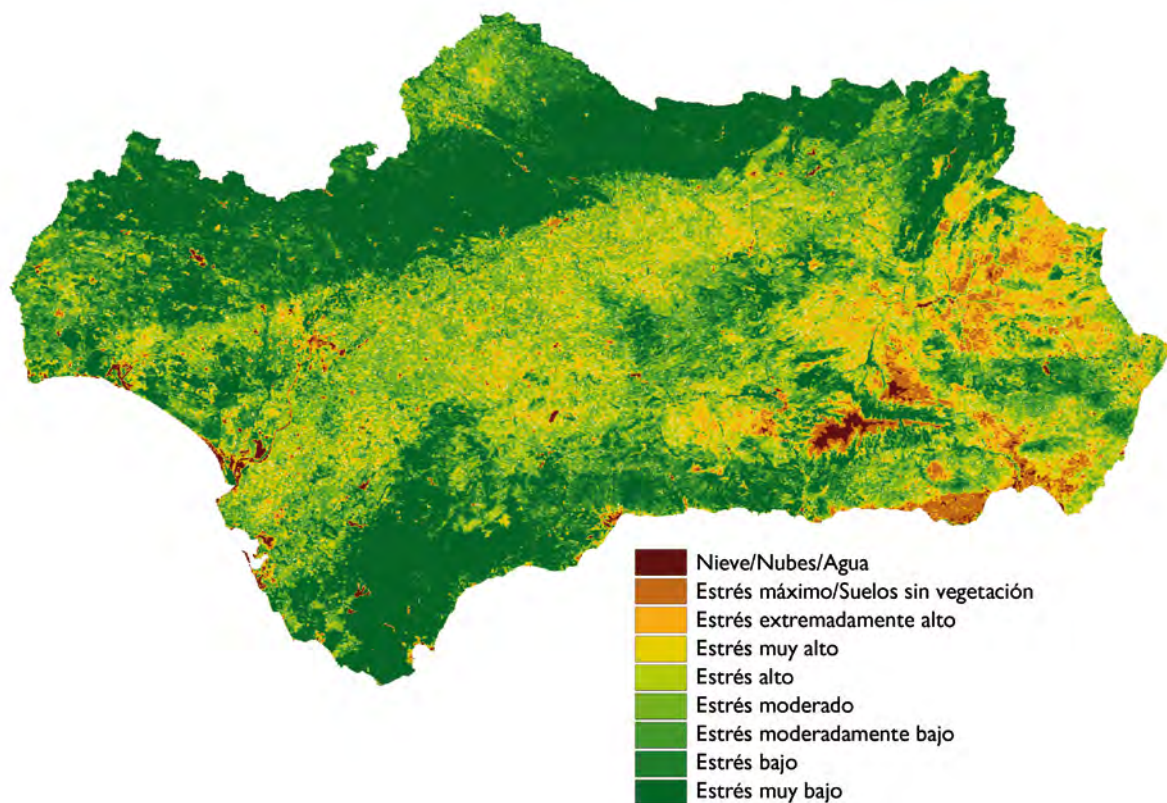 Nieve/Nubes/Agua
Estrés máximo/Suelos sin vegetación
Estrés extremadamente alto
Estrés muy alto
Estrés alto
Estrés moderado
Estrés moderadamente bajo
Estrés bajo
Estrés muy bajo